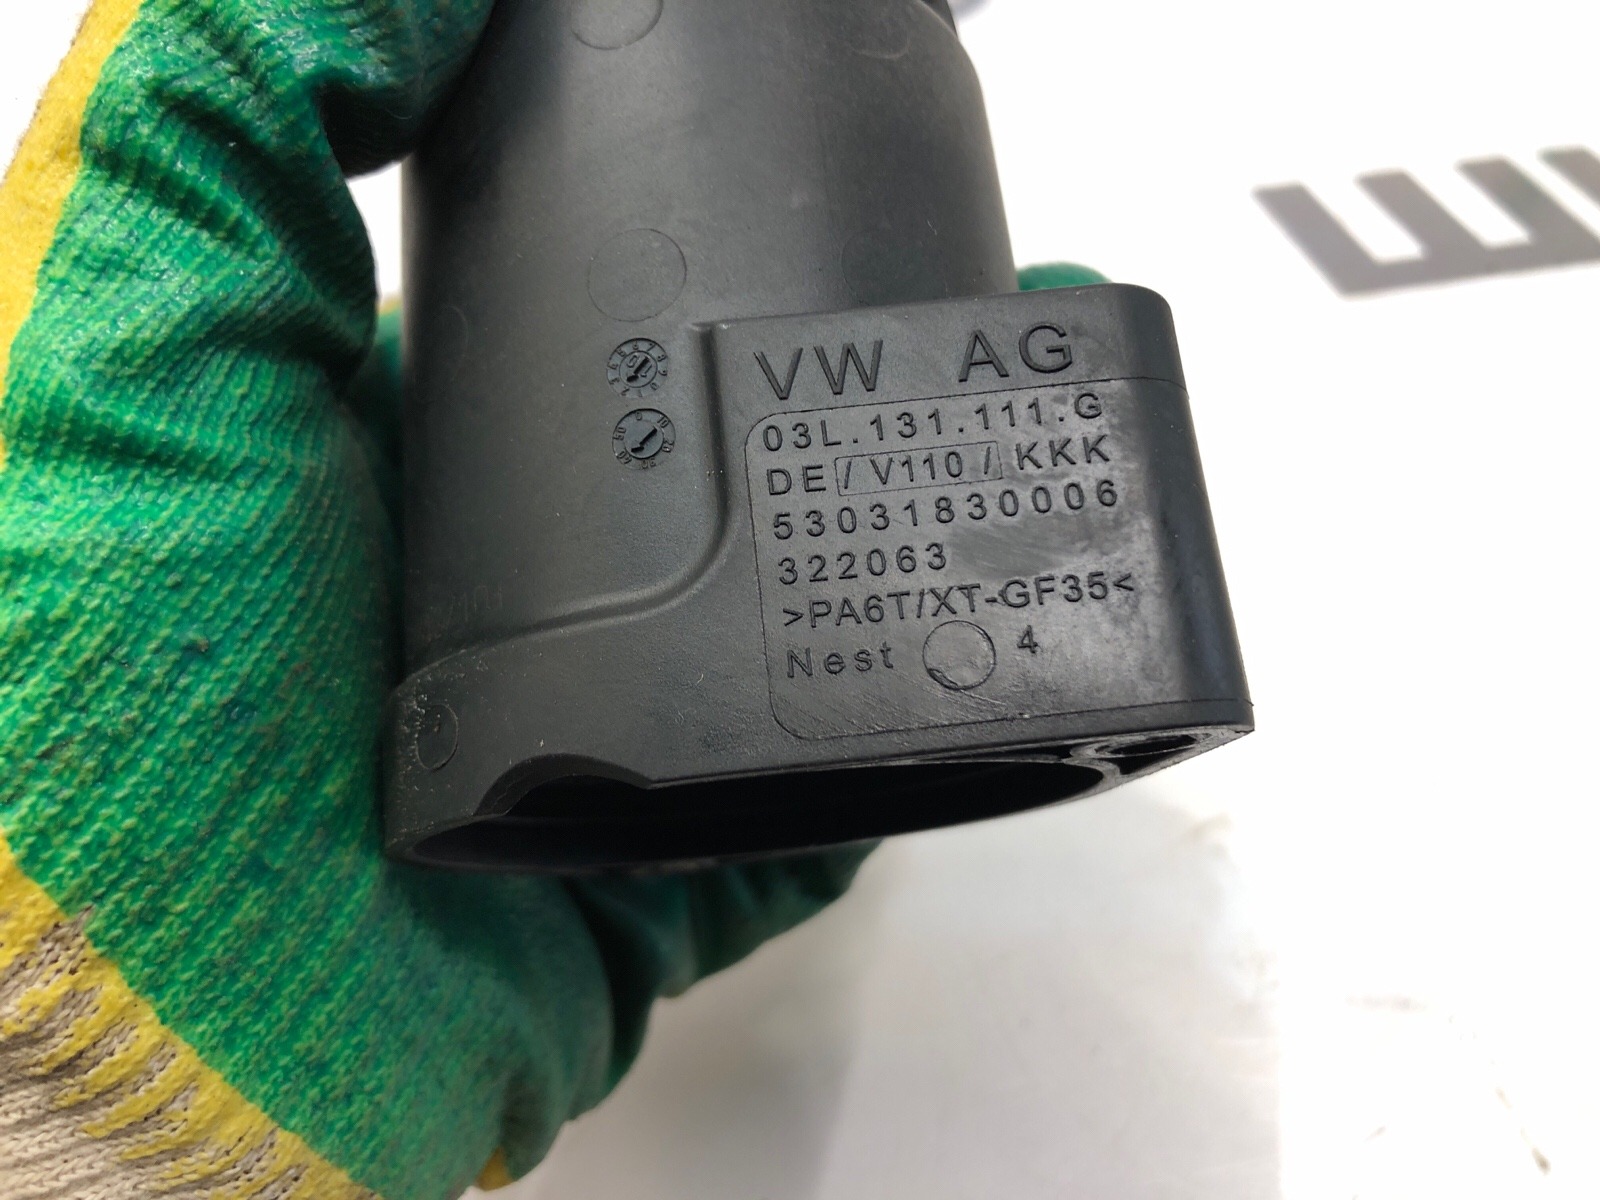 VW AG
03L.131.111.G
DE / V110 / KKK
53031830006
322063
>PA6T/XT-GF35<
Nest 4